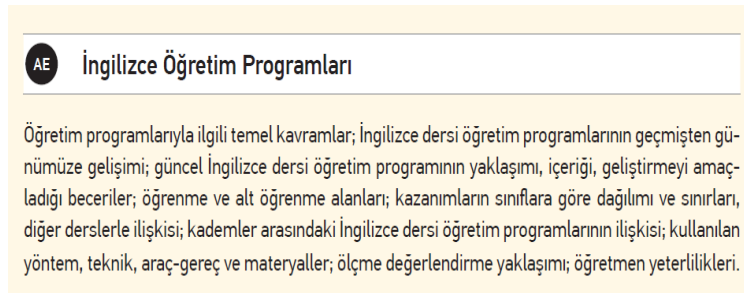 AE
İngilizce Öğretim Programları
Öğretim programlarıyla ilgili temel kavramlar; İngilizce dersi öğretim programlarının geçmişten gü-
nümüze gelişimi; güncel İngilizce dersi öğretim programının yaklaşımı, içeriği, geliştirmeyi amaç-
ladığı beceriler; öğrenme ve alt öğrenme alanları; kazanımların sınıflara göre dağılımı ve sınırları,
diğer derslerle ilişkisi; kademler arasındaki İngilizce dersi öğretim programlarının ilişkisi; kullanılan
yöntem, teknik, araç-gereç ve materyaller; ölçme değerlendirme yaklaşımı; öğretmen yeterlilikleri.